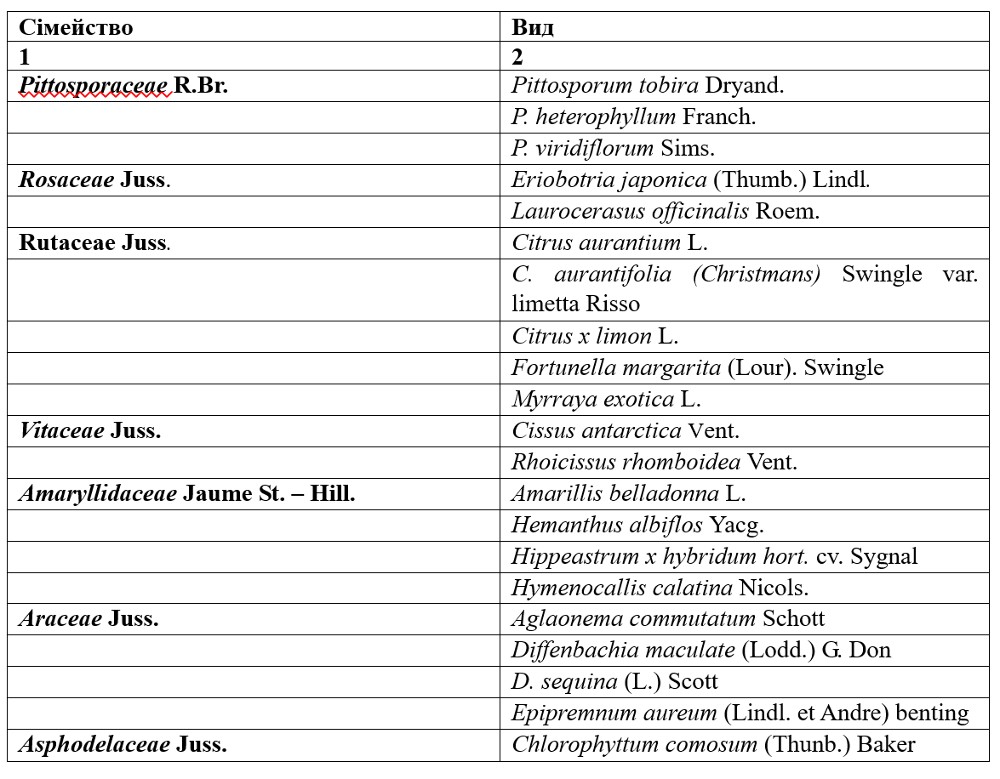 Сімейство Вид
1 2
Pittosporaceae R.Br. Pittosporum tobira Dryand.
P. heterophyllum Franch.
P. viridiflorum Sims.
Rosaceae Juss. Eriobotria japonica (Thumb.) Lindl.
Laurocerasus officinalis Roem.
Rutaceae Juss. Citrus aurantium L.
C. aurantifolia (Christmans) Swingle var.
limetta Risso
Citrus x limon L.
Fortunella margarita (Lour). Swingle
Myrraya exotica L.
Vitaceae Juss. Cissus antarctica Vent.
Rhoicissus rhomboidea Vent.
Amaryllidaceae Jaume St. – Hill. Amarillis belladonna L.
Hemanthus albiflos Yacg.
Hippeastrum x hybridum hort. cv. Sygnal
Hymenocallis calatina Nicols.
Araceae Juss. Aglaonema commutatum Schott
Diffenbachia maculate (Lodd.) G. Don
D. sequina (L.) Scott
Epipremnum aureum (Lindl. et Andre) benting
Asphodelaceae Juss. Chlorophyttum comosum (Thunb.) Baker